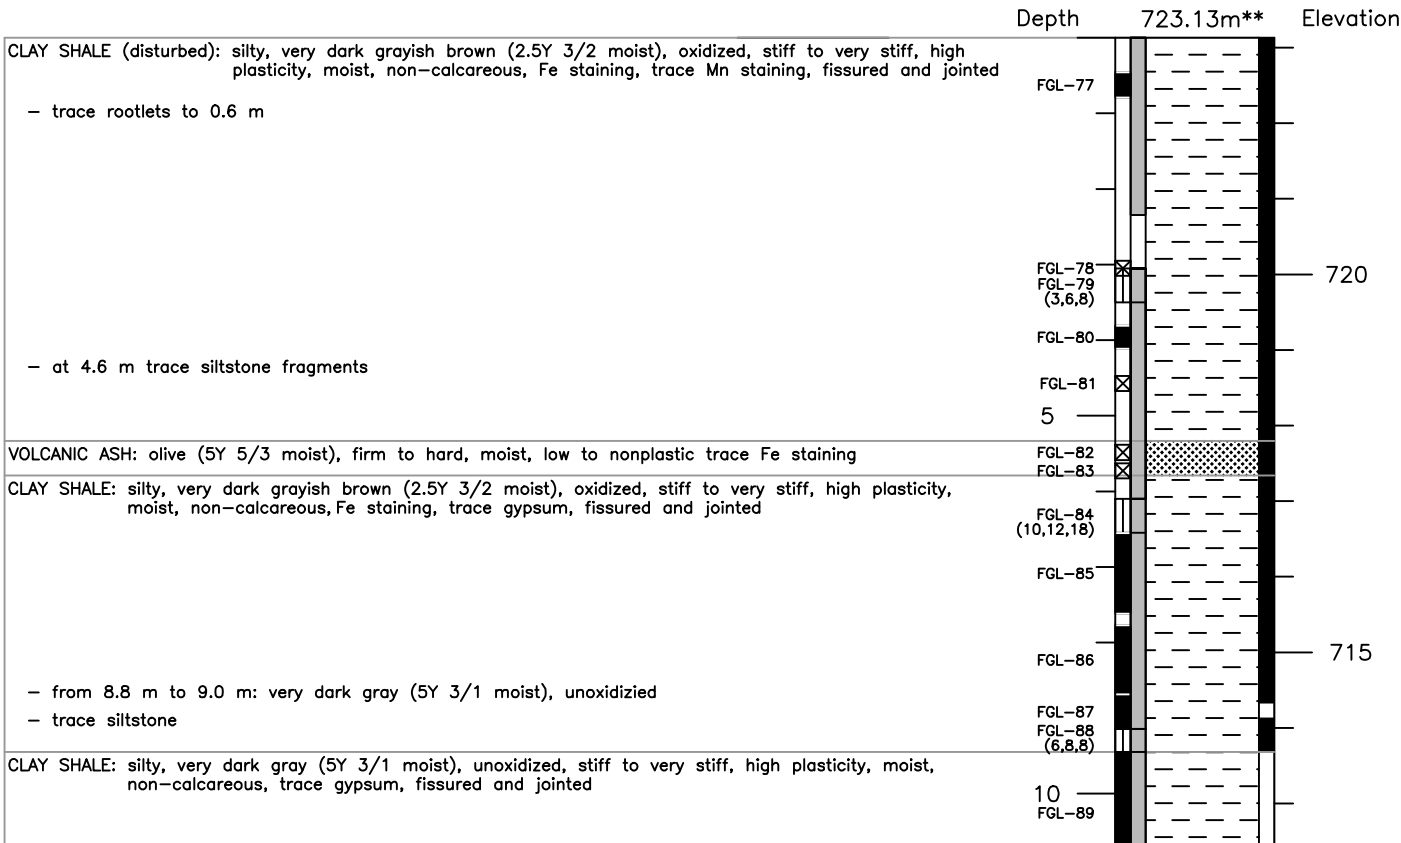 Depth 723.13m** Elevation
CLAY SHALE (disturbed): silty, very dark grayish brown (2.5Y 3/2 moist), oxidized, stiff to very stiff, high
plasticity, moist, non-calcareous, Fe staining, trace Mn staining, fissured and jointed
FGL-77
- trace rootlets to 0.6 m
FGL-78
720
FGL-79
(3,6,8)
FGL-80
- at 4.6 m trace siltstone fragments
FGL-81
5
VOLCANIC ASH: olive (5Y 5/3 moist), firm to hard, moist, low to nonplastic trace Fe staining
FGL-82
FGL-83
CLAY SHALE: silty, very dark grayish brown (2.5Y 3/2 moist), oxidized, stiff to very stiff, high plasticity,
moist, non-calcareous, Fe staining, trace gypsum, fissured and jointed
FGL-84
(10,12,18)
FGL-85
715
FGL-86
- from 8.8 m to 9.0 m: very dark gray (5Y 3/1 moist), unoxidizied
FGL-87
- trace siltstone
FGL-88
(6,8,8)
CLAY SHALE: silty, very dark gray (5Y 3/1 moist), unoxidized, stiff to very stiff, high plasticity, moist,
non-calcareous, trace gypsum, fissured and jointed
10
FGL-89